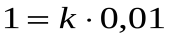 1 = k · 0,01